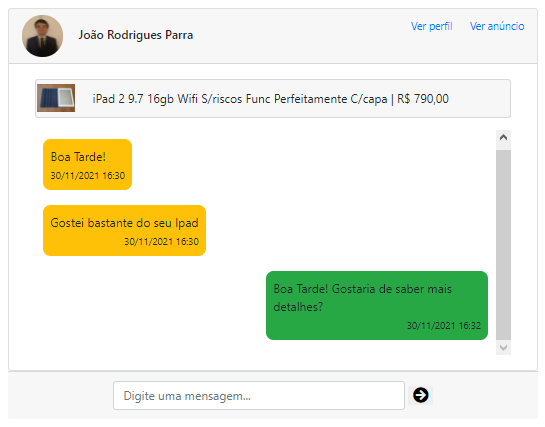 João Rodrigues Parra
Ver perfil
Ver anúncio
iPad 2 9.7 16gb Wifi S/riscos Func Perfeitamente C/capa | R$ 790,00
Boa Tarde!
30/11/2021 16:30
Gostei bastante do seu Ipad
30/11/2021 16:30
Boa Tarde! Gostaria de saber mais
detalhes?
30/11/2021 16:32
Digite uma mensagem...